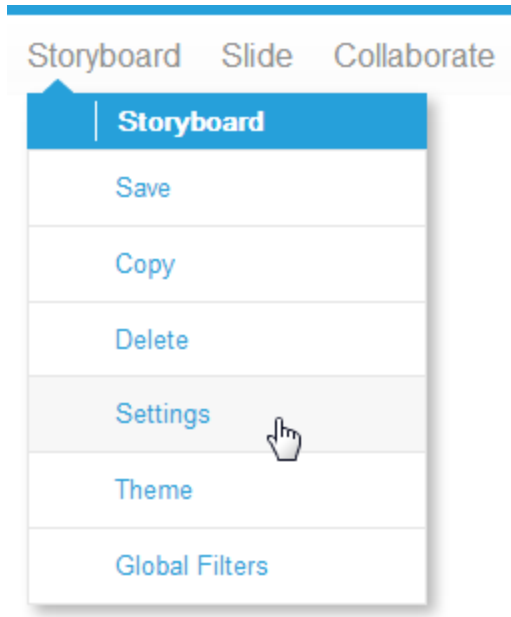 Storyboard Slide Collaborate
Storyboard
Save
Copy
Delete
Settings
Theme
Global Filters